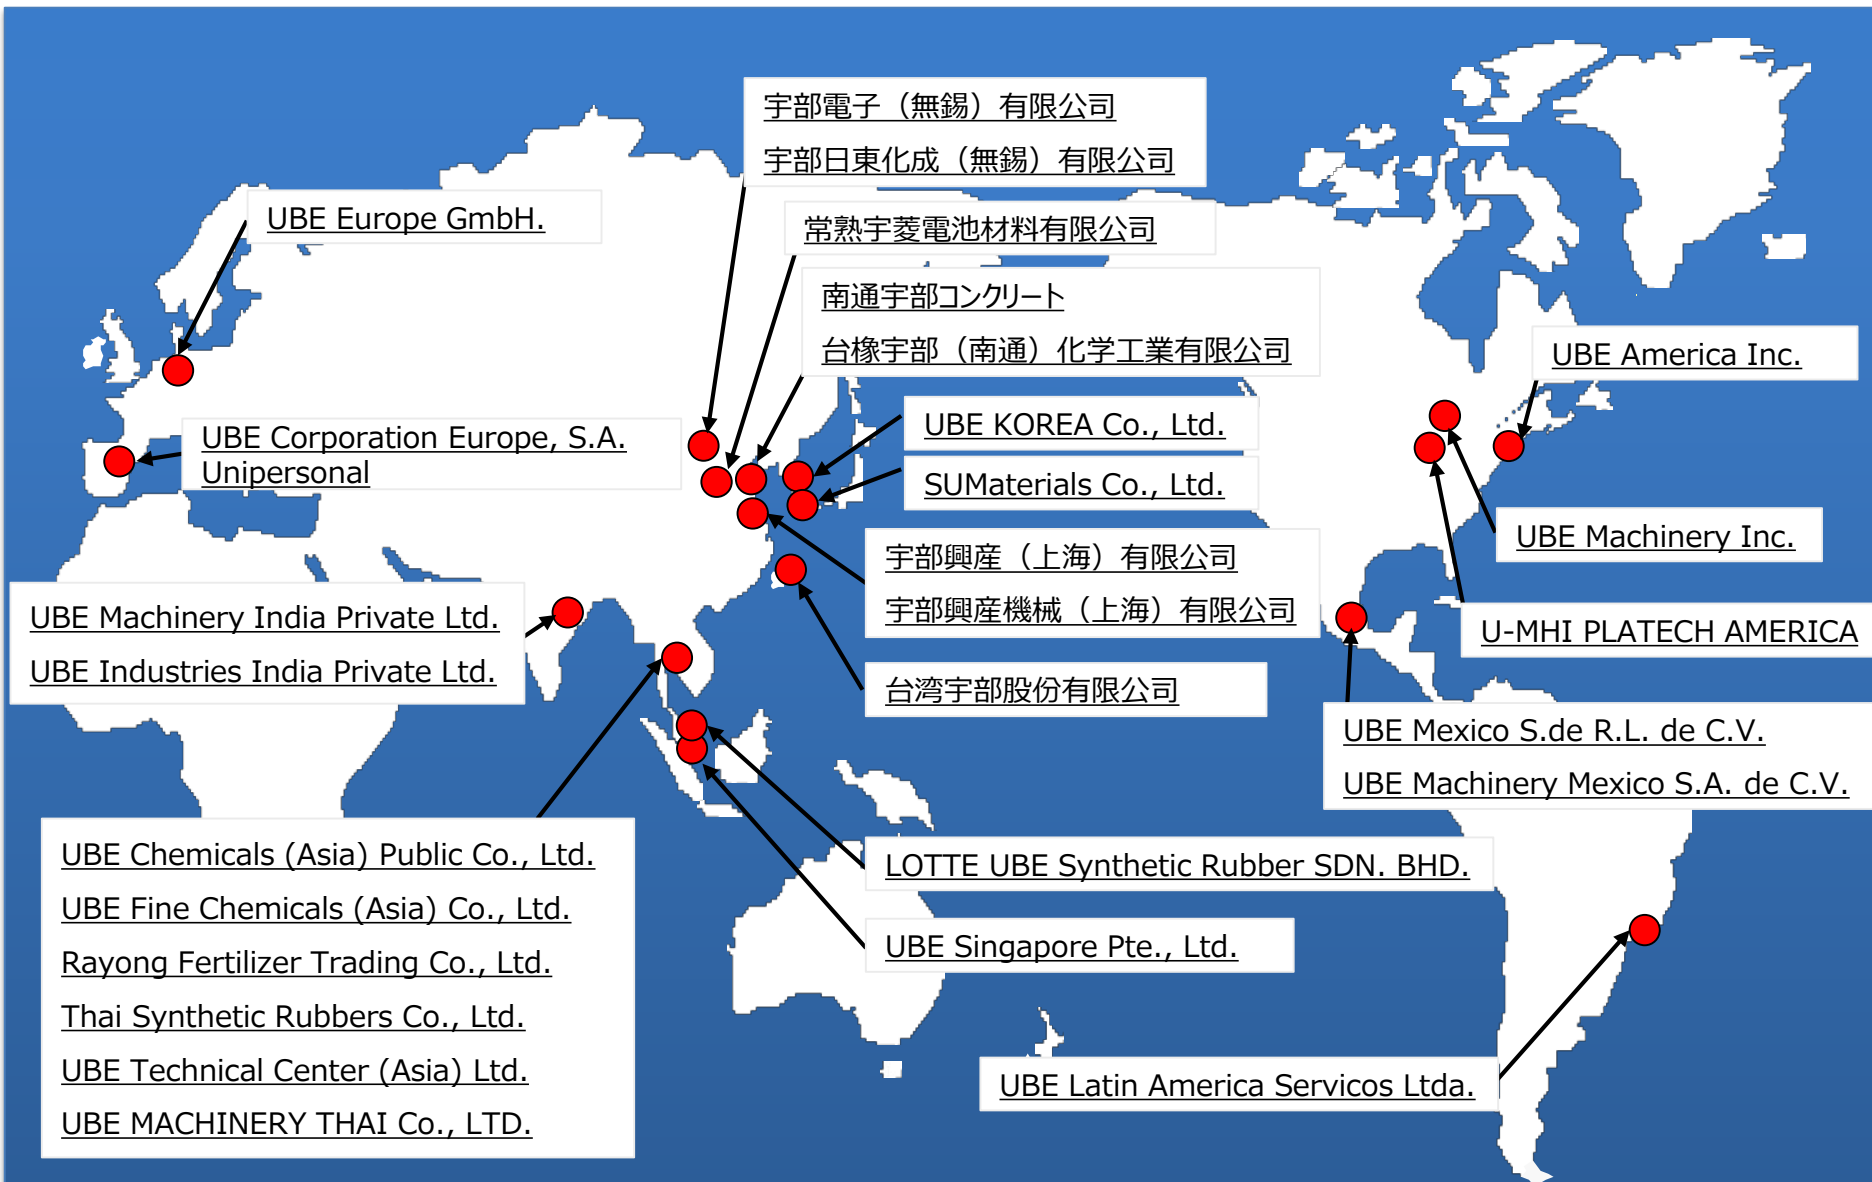 宇部電子（無錫）有限公司
宇部日東化成（無錫）有限公司
UBE Europe GmbH.
常熟宇菱電池材料有限公司
南通宇部コンクリート
台橡宇部（南通）化学工業有限公司
UBE America Inc.
UBE KOREA Co., Ltd.
UBE Corporation Europe, S.A.
Unipersonal
SUMaterials Co., Ltd.
UBE Machinery Inc.
宇部興産（上海）有限公司
宇部興産機械（上海）有限公司
UBE Machinery India Private Ltd.
UBE Industries India Private Ltd.
U-MHI PLATECH AMERICA
台湾宇部股份有限公司
UBE Mexico S.de R.L. de C.V.
UBE Machinery Mexico S.A. de C.V.
UBE Chemicals (Asia) Public Co., Ltd.
UBE Fine Chemicals (Asia) Co., Ltd.
Rayong Fertilizer Trading Co., Ltd.
Thai Synthetic Rubbers Co., Ltd.
UBE Technical Center (Asia) Ltd.
UBE MACHINERY THAI Co., LTD.
LOTTE UBE Synthetic Rubber SDN. BHD.
UBE Singapore Pte., Ltd.
UBE Latin America Servicos Ltda.